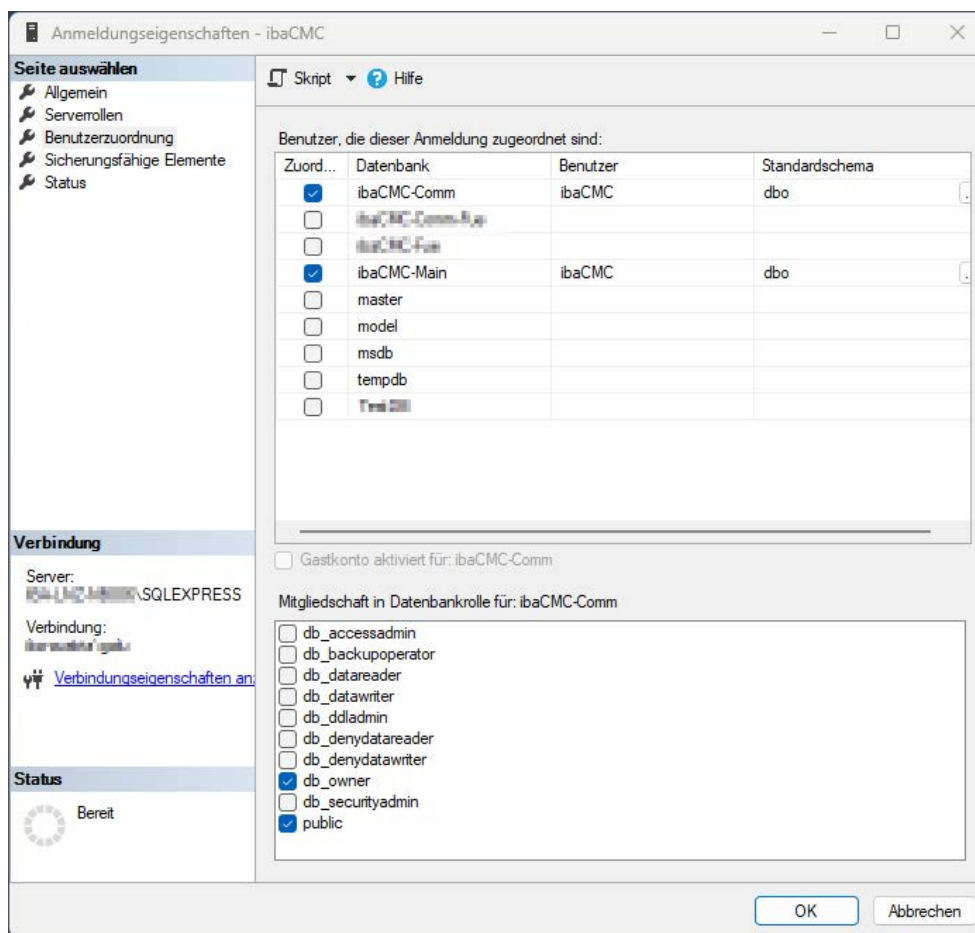 Anmeldungseigenschaften - ibaCMC
Seite auswählen
Allgemein
Serverrollen
Benutzerzuordnung
Sicherungsfähige Elemente
Status
Skript Hilfe
Benutzer, die dieser Anmeldung zugeordnet sind:
Zuord... Datenbank Benutzer Standardschema
ibaCMC-Comm ibaCMC dbo
ibaCMC-Main ibaCMC dbo
master
model
msdb
tempdb
Verbindung
Server:
\SQLEXPRESS
Verbindung:
Verbindungseigenschaften an
Status
Bereit
Gastkonto aktiviert für: ibaCMC-Comm
Mitgliedschaft in Datenbankrolle für: ibaCMC-Comm
db_accessadmin
db_backupoperator
db_datareader
db_datawriter
db_ddladmin
db_denydatareader
db_denydatawriter
db_owner
db_securityadmin
public
OK Abbrechen